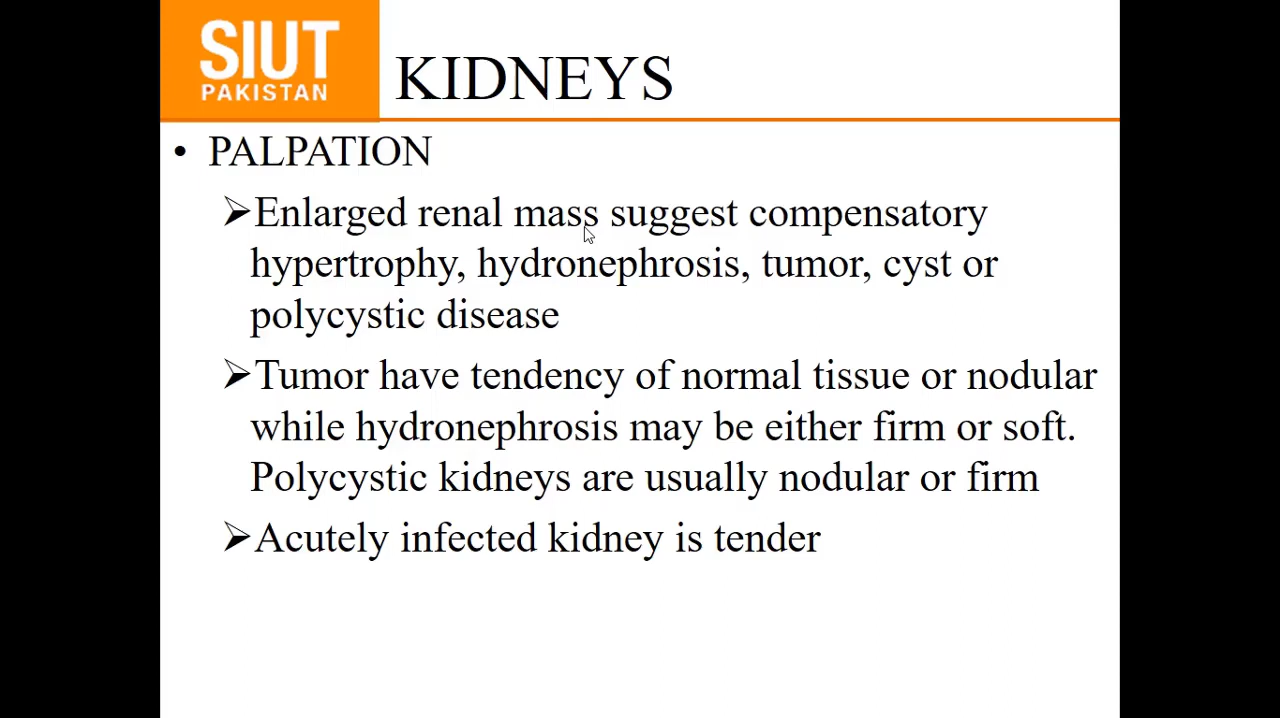 SIUT
PAKISTAN
KIDNEYS
• PALPATION
➢Enlarged renal mass suggest compensatory
hypertrophy, hydronephrosis, tumor, cyst or
polycystic disease
➢Tumor have tendency of normal tissue or nodular
while hydronephrosis may be either firm or soft.
Polycystic kidneys are usually nodular or firm
➢Acutely infected kidney is tender